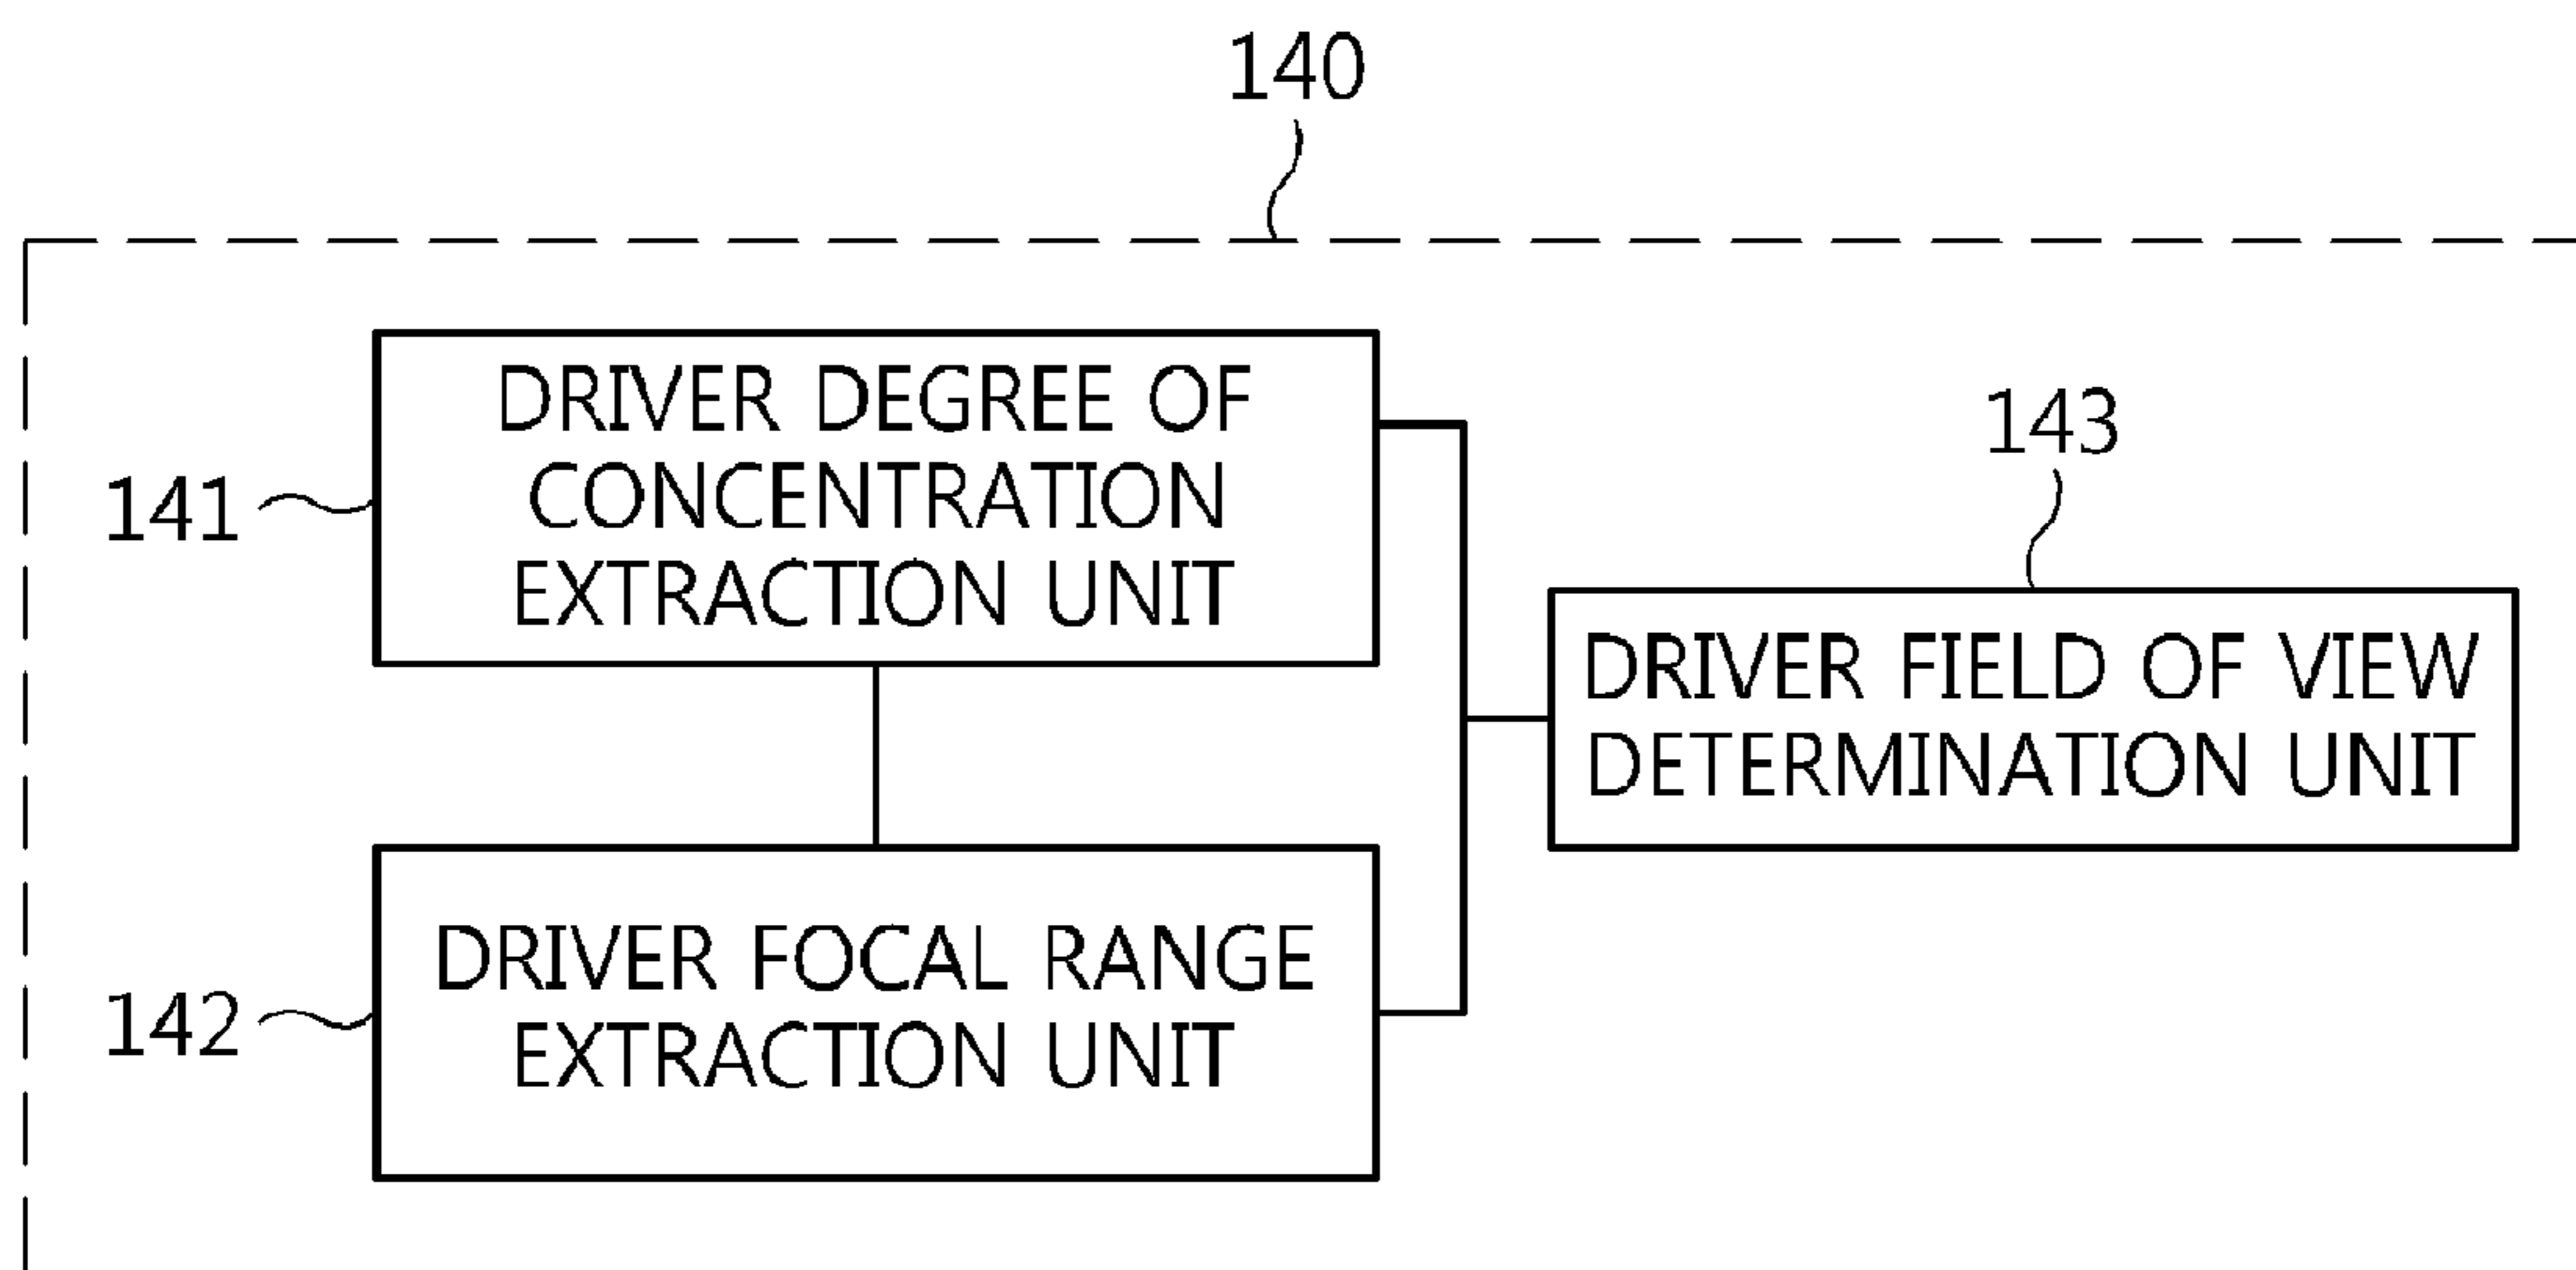 140
DRIVER DEGREE OF
CONCENTRATION
EXTRACTION UNIT
141
143
DRIVER FIELD OF VIEW
DETERMINATION UNIT
DRIVER FOCAL RANGE
EXTRACTION UNIT
142